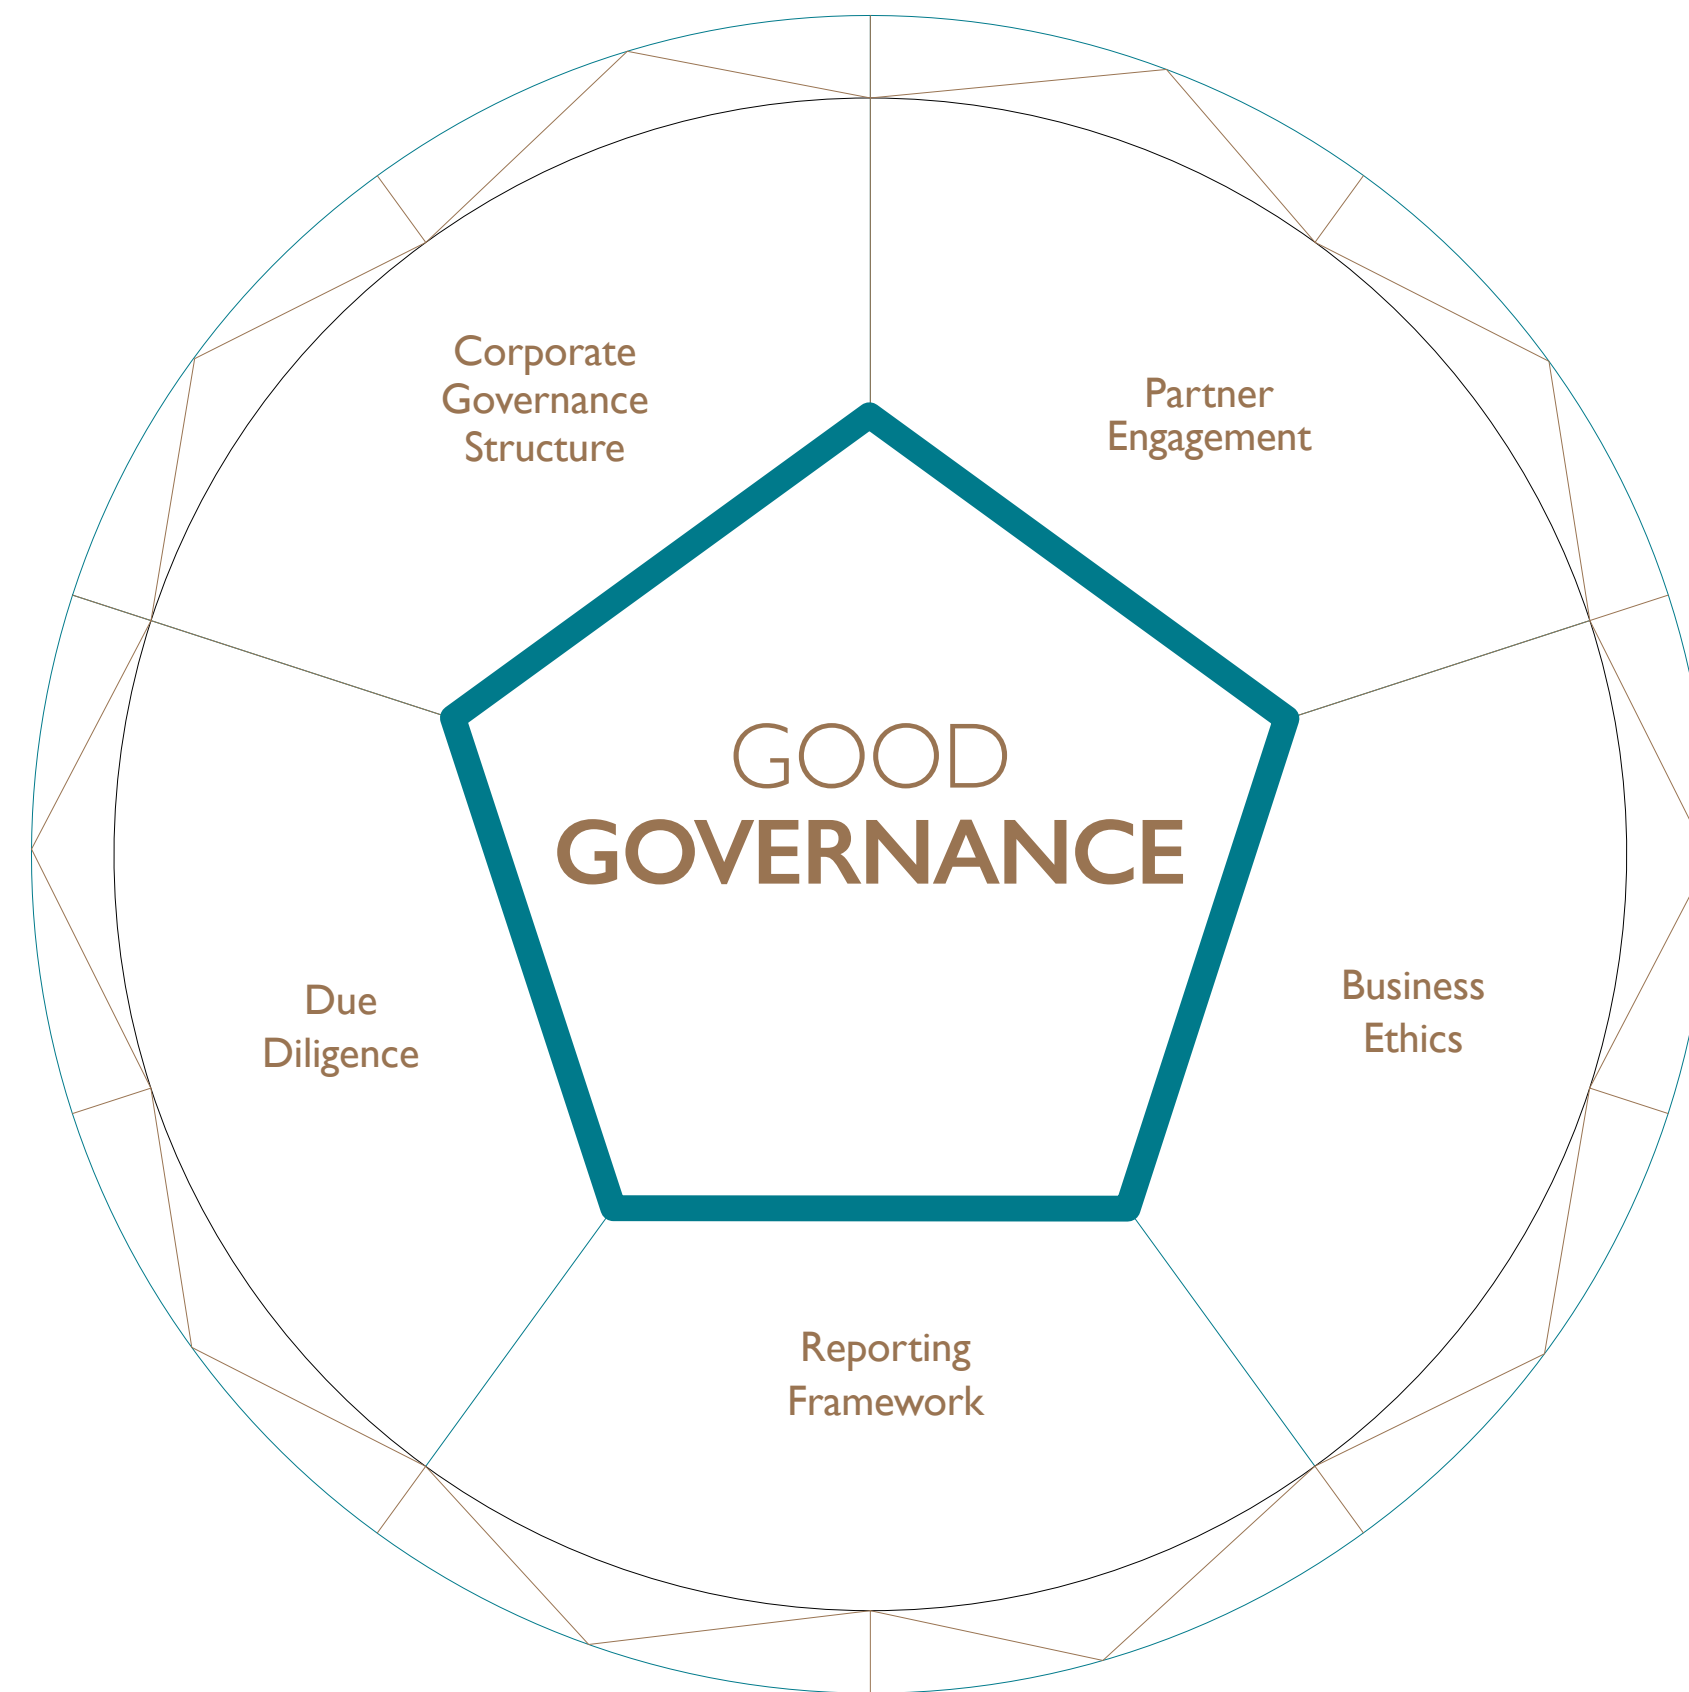 Corporate
Governance
Structure
Partner
Engagement
GOOD
GOVERNANCE
Due
Diligence
Business
Ethics
Reporting
Framework